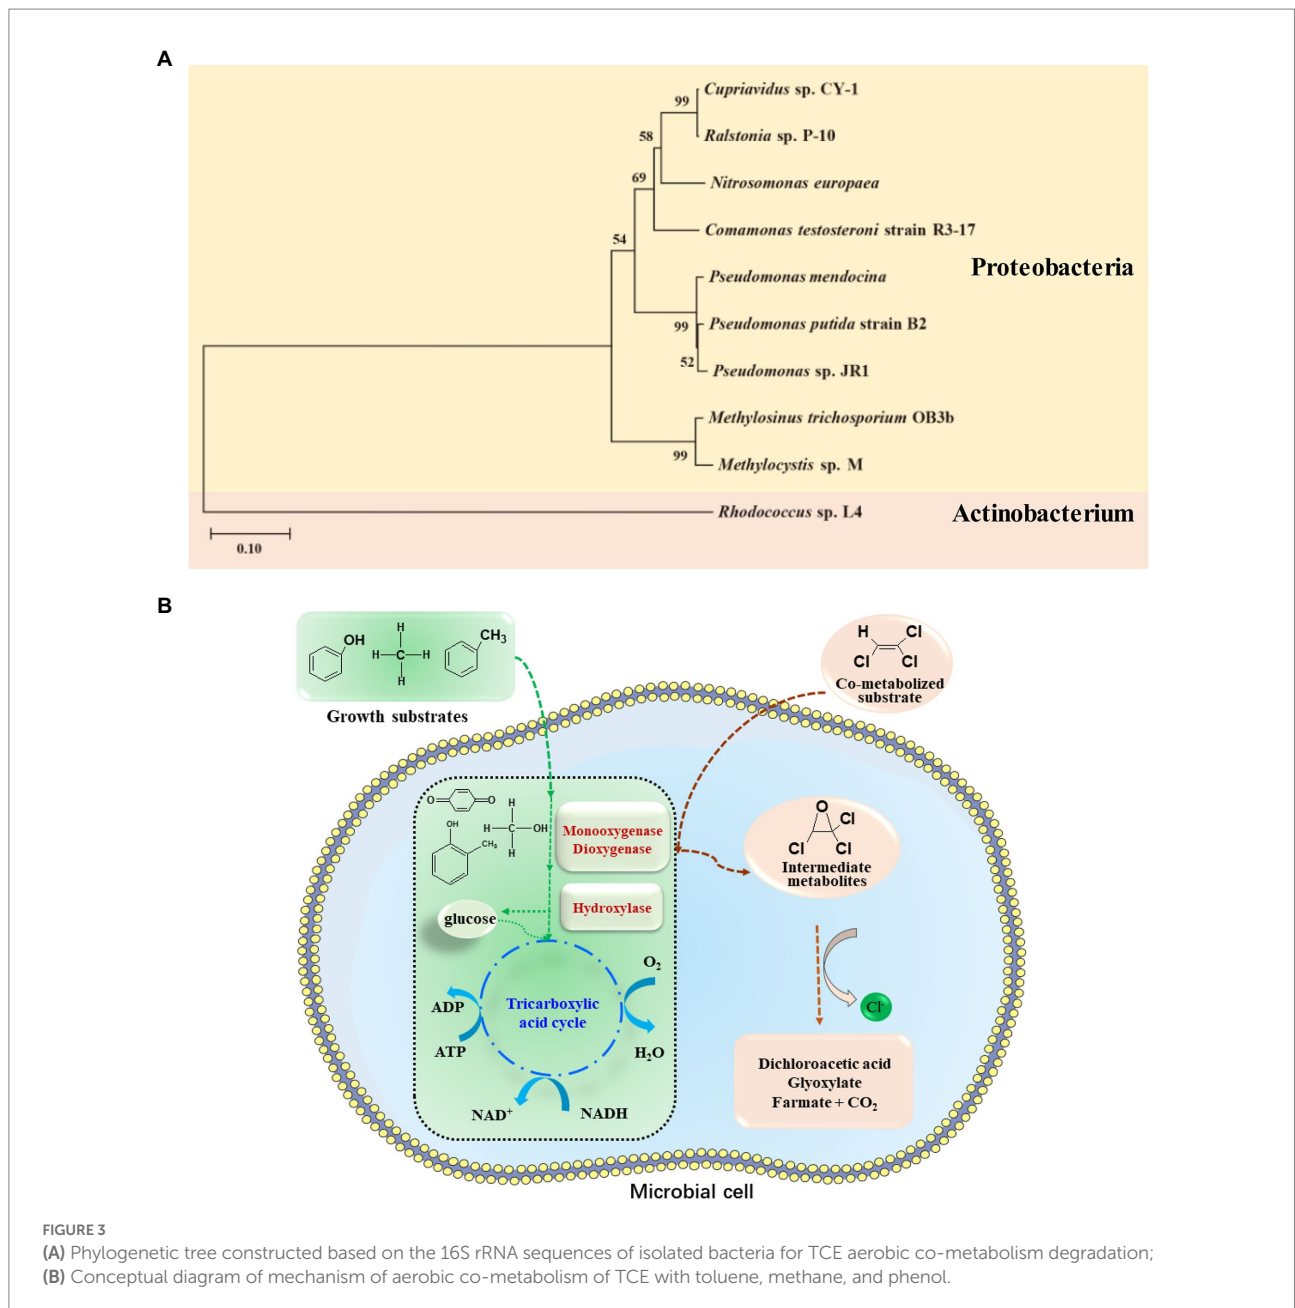 A
99
Cupriavidus sp. CY-1
Ralstonia sp. P-10
58
Nitrosomonas europaea
69
Comamonas testosteroni strain R3-17
54
Proteobacteria
Pseudomonas mendocina
99
Pseudomonas putida strain B2
52
Pseudomonas sp. JR1
Methylosinus trichosporium OB3b
99
Methylocystis sp. M
Rhodococcus sp. L4
Actinobacterium
0.10
B
OH
H
H C H
H
CH3
Growth substrates
H Cl
Cl Cl
Co-metabolized
substrate
O O
OH
CH3
H
H C OH
H
Monooxygenase
Dioxygenase
Hydroxylase
glucose
O
Cl
Cl Cl
Intermediate
metabolites
Tricarboxylic
acid cycle
O2
H2O
ADP
ATP
NAD+
NADH
Cl-
Dichloroacetic acid
Glyoxylate
Farmate + CO2
Microbial cell
FIGURE 3
(A) Phylogenetic tree constructed based on the 16S rRNA sequences of isolated bacteria for TCE aerobic co-metabolism degradation;
(B) Conceptual diagram of mechanism of aerobic co-metabolism of TCE with toluene, methane, and phenol.